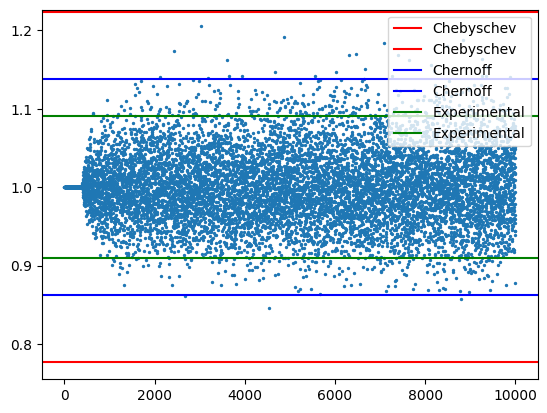 1.2
1.1
1.0
0.9
0.8
0
2000
4000
6000
8000
10000
Chebyschev
Chebyschev
Chernoff
Chernoff
Experimental
Experimental